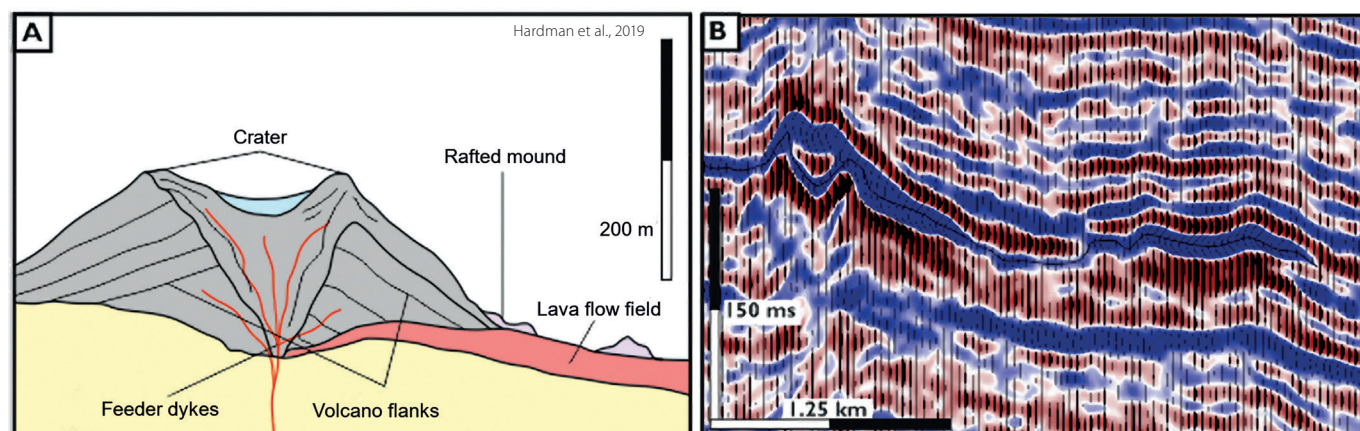 A
Hardman et al., 2019
B
Crater
Rafted mound
200 m
Lava flow field
150 ms
Feeder dykes
Volcano flanks
1.25 km